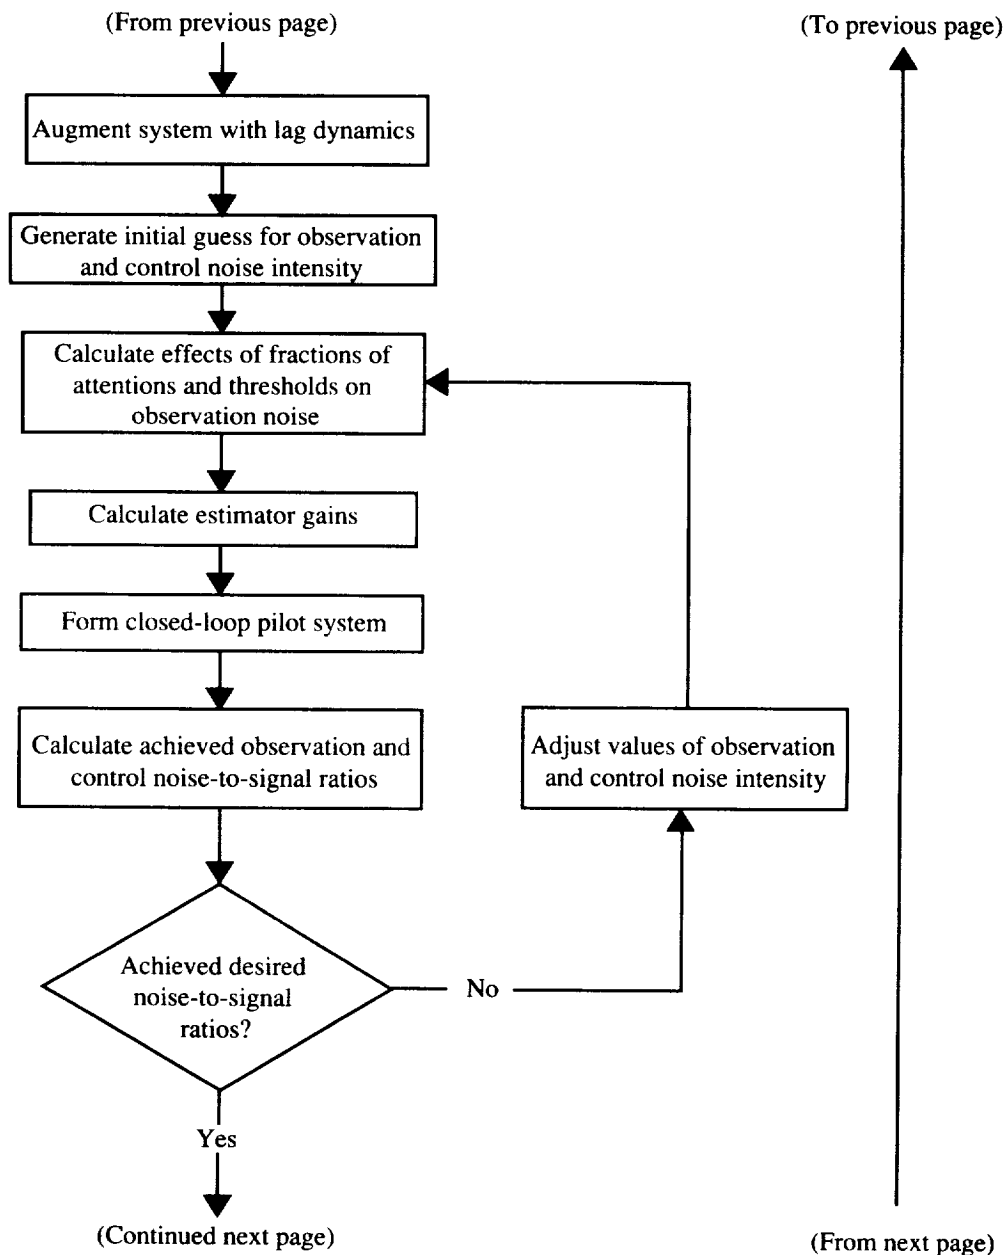 (From previous page)
(To previous page)
Augment system with lag dynamics
Generate initial guess for observation
and control noise intensity
Calculate effects of fractions of
attentions and thresholds on
observation noise
Calculate estimator gains
Form closed-loop pilot system
Calculate achieved observation and
control noise-to-signal ratios
Adjust values of observation
and control noise intensity
Achieved desired
noise-to-signal
ratios?
No
Yes
(Continued next page)
(From next page)